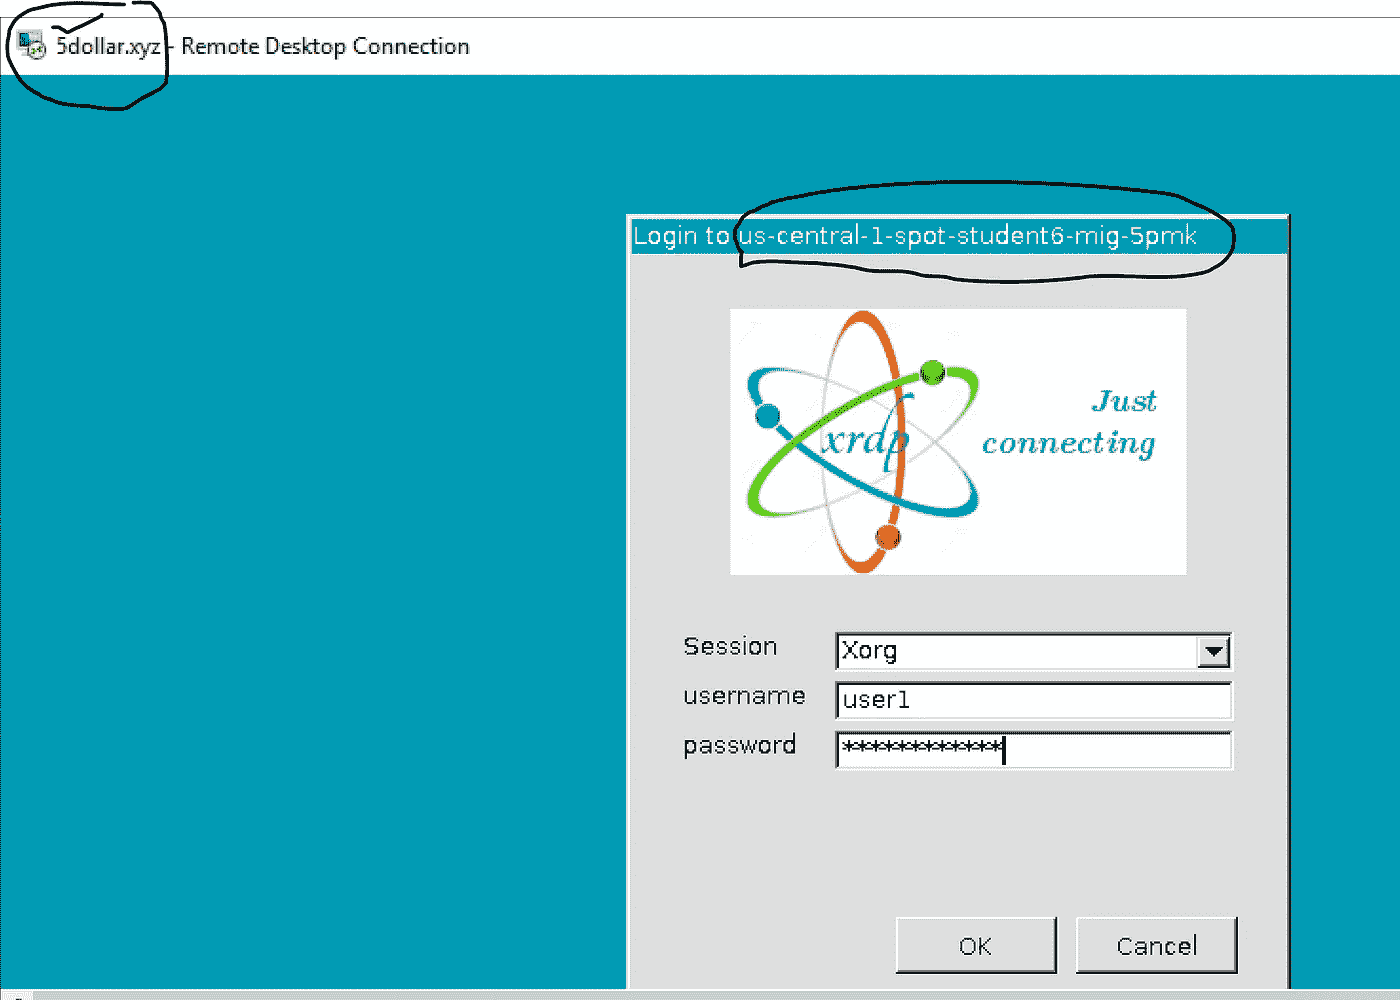 5dollar.xyz - Remote Desktop Connection
Login to us-central-1-spot-student6-mig-5pmk
xrdp
Just
connecting
Session
Xorg
username
user1
password
************
OK
Cancel